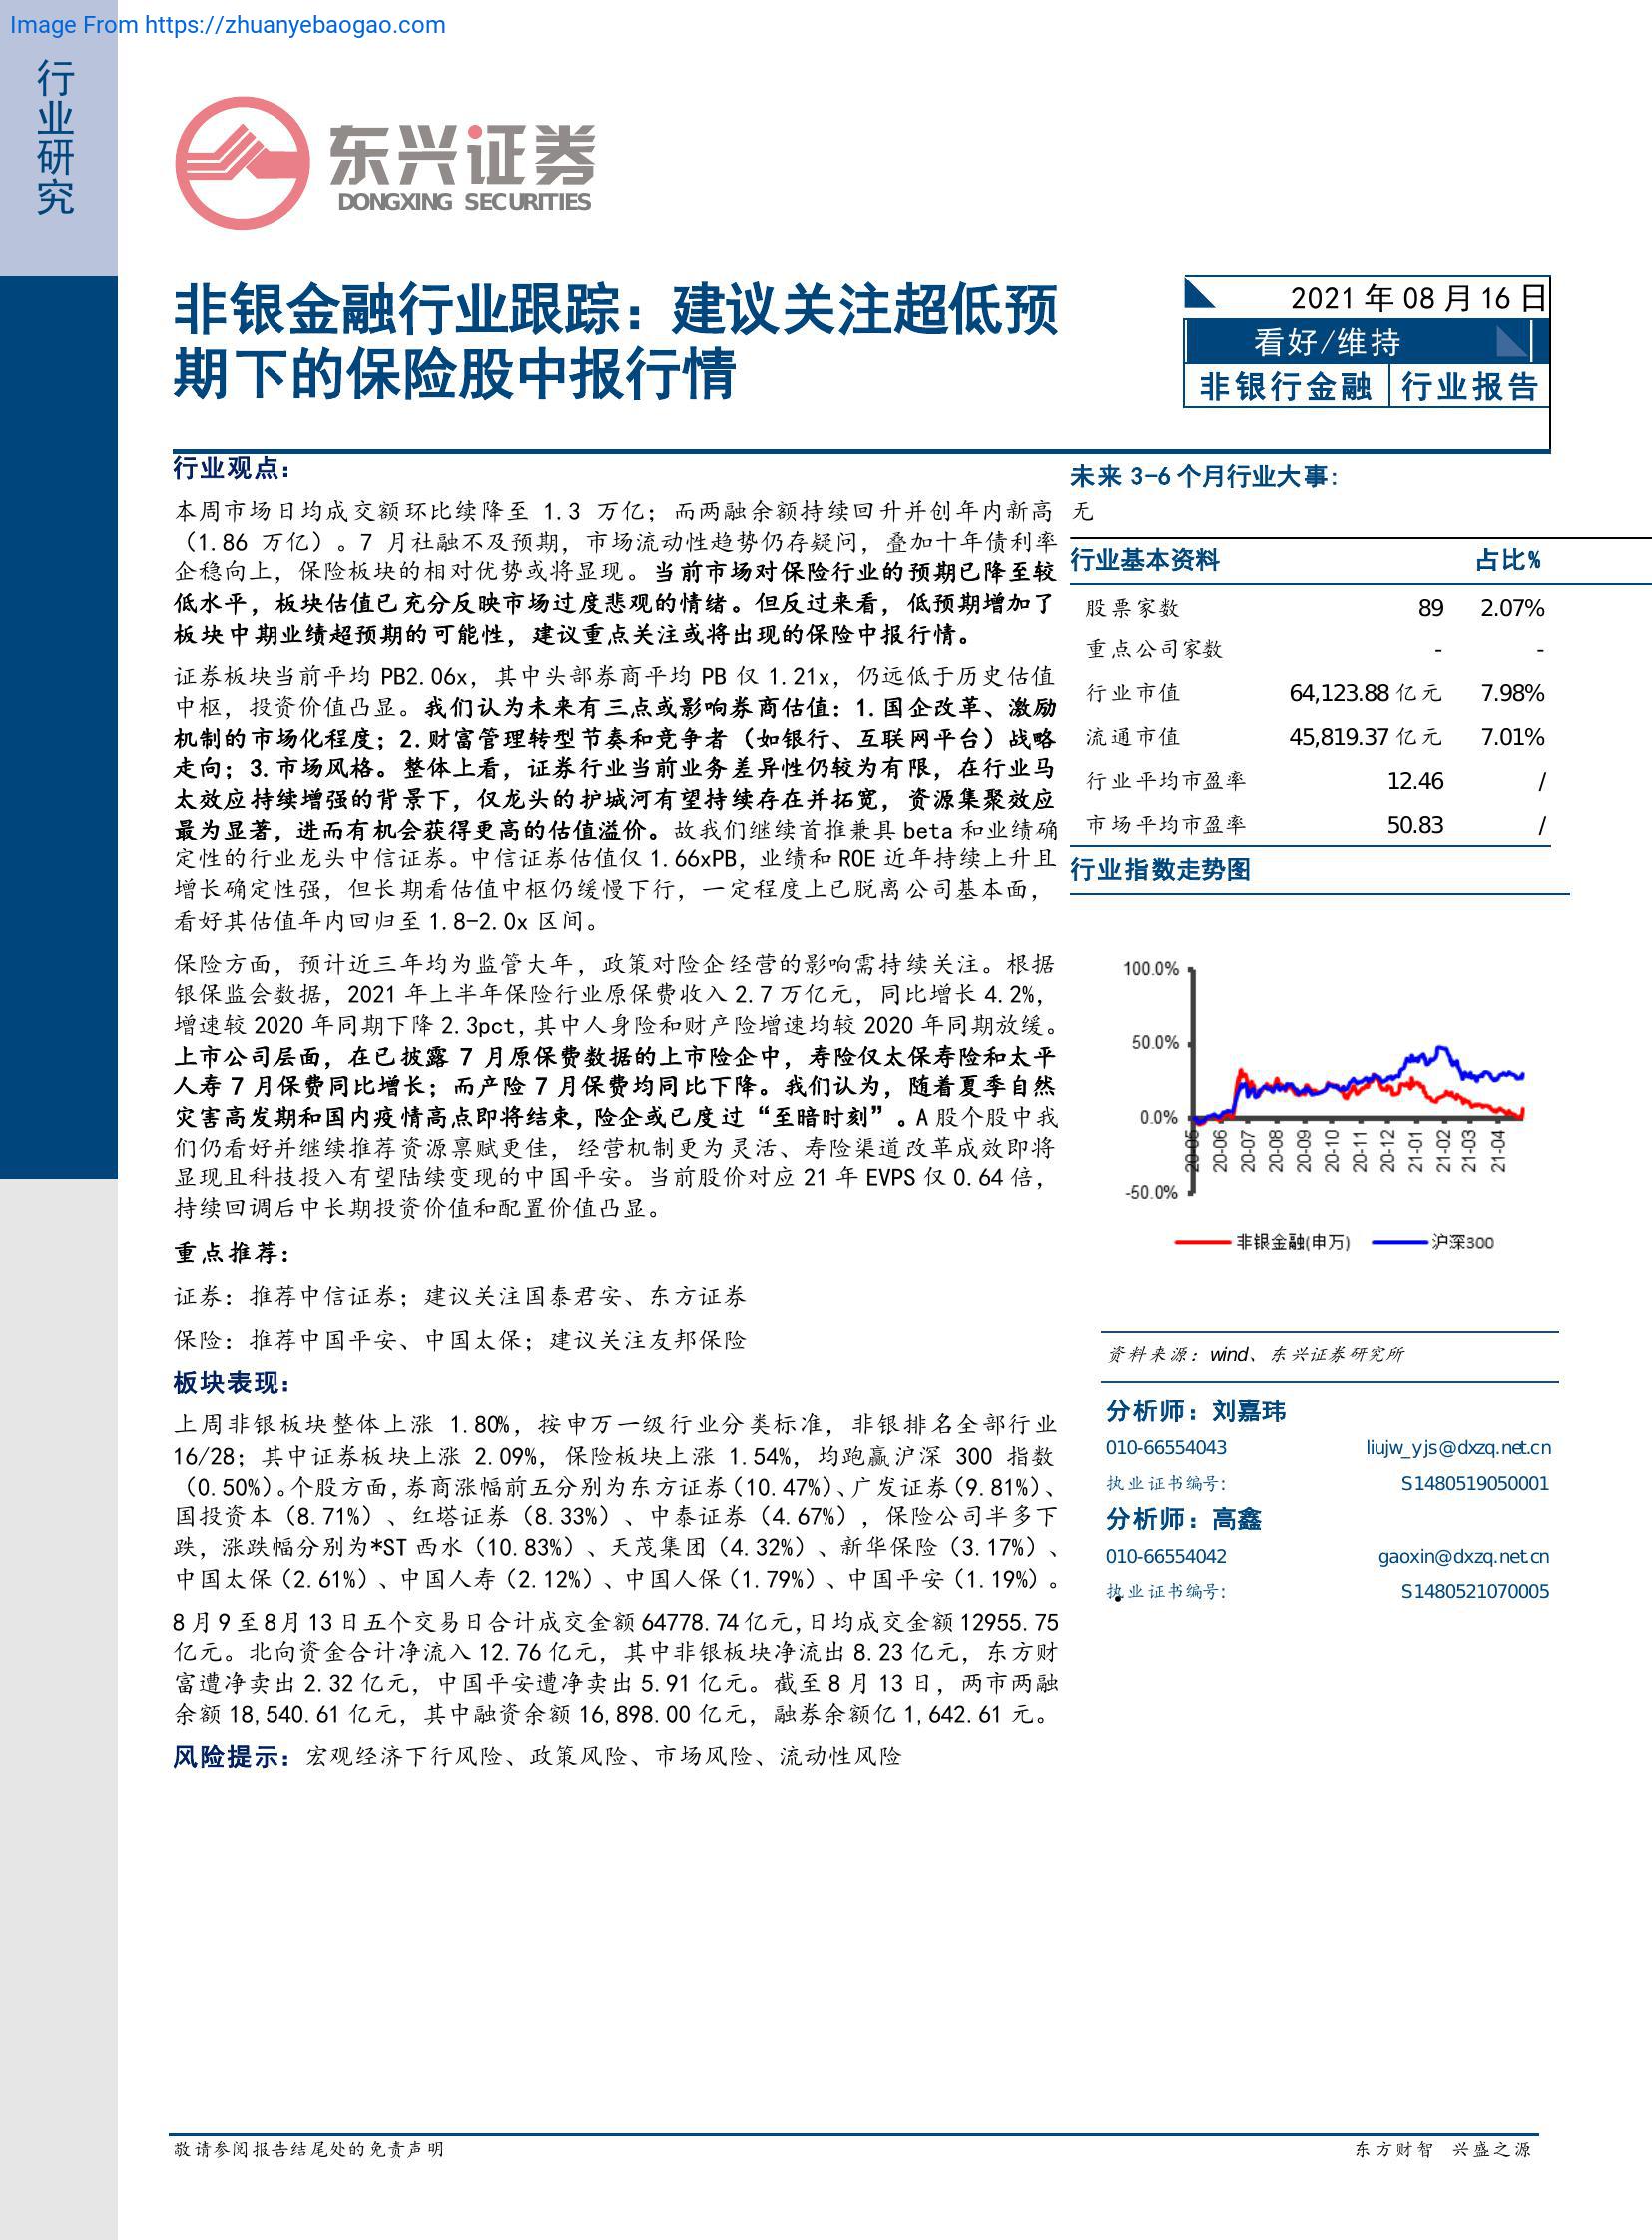 Image From https://zhuanyebaogao.com
行业研究
东兴证券
DONGXING SECURITIES
非银金融行业跟踪：建议关注超低预
期下的保险股中报行情
2021 年 08 月 16 日
看好/维持
非银行金融 行业报告
行业观点：
本周市场日均成交额环比续降至 1.3 万亿；而两融余额持续回升并创年内新高
（1.86 万亿）。7 月社融不及预期，市场流动性趋势仍存疑问，叠加十年债利率
企稳向上，保险板块的相对优势或将显现。当前市场对保险行业的预期已降至较
低水平，板块估值已充分反映市场过度悲观的情绪。但反过来看，低预期增加了
板块中期业绩超预期的可能性，建议重点关注或将出现的保险中报行情。
证券板块当前平均 PB2.06x，其中头部券商平均 PB 仅 1.21x，仍远低于历史估值
中枢，投资价值凸显。我们认为未来有三点或影响券商估值：1.国企改革、激励
机制的市场化程度；2.财富管理转型节奏和竞争者（如银行、互联网平台）战略
走向；3.市场风格。整体上看，证券行业当前业务差异性仍较为有限，在行业马
太效应持续增强的背景下，仅龙头的护城河有望持续存在并拓宽，资源集聚效应
最为显著，进而有机会获得更高的估值溢价。故我们继续首推兼具 beta 和业绩确
定性的行业龙头中信证券。中信证券估值仅 1.66xPB，业绩和 ROE 近年持续上升且
增长确定性强，但长期看估值中枢仍缓慢下行，一定程度上已脱离公司基本面，
看好其估值年内回归至 1.8-2.0x 区间。
保险方面，预计近三年均为监管大年，政策对险企经营的影响需持续关注。根据
银保监会数据，2021 年上半年保险行业原保费收入 2.7 万亿元，同比增长 4.2%，
增速较 2020 年同期下降 2.3pct，其中人身险和财产险增速均较 2020 年同期放缓。
上市公司层面，在已披露 7 月原保费数据的上市险企中，寿险仅太保寿险和太平
人寿 7 月保费同比增长；而产险 7 月保费均同比下降。我们认为，随着夏季自然
灾害高发期和国内疫情高点即将结束，险企或已度过“至暗时刻”。A 股个股中我
们仍看好并继续推荐资源禀赋更佳，经营机制更为灵活、寿险渠道改革成效即将
显现且科技投入有望陆续变现的中国平安。当前股价对应 21 年 EVPS 仅 0.64 倍，
持续回调后中长期投资价值和配置价值凸显。
重点推荐：
证券：推荐中信证券；建议关注国泰君安、东方证券
保险：推荐中国平安、中国太保；建议关注友邦保险
板块表现：
上周非银板块整体上涨 1.80%，按申万一级行业分类标准，非银排名全部行业
16/28；其中证券板块上涨 2.09%，保险板块上涨 1.54%，均跑赢沪深 300 指数
（0.50%）。个股方面，券商涨幅前五分别为东方证券（10.47%）、广发证券（9.81%）、
国投资本（8.71%）、红塔证券（8.33%）、中泰证券（4.67%），保险公司半多下
跌，涨跌幅分别为*ST 西水（10.83%）、天茂集团（4.32%）、新华保险（3.17%）、
中国太保（2.61%）、中国人寿（2.12%）、中国人保（1.79%）、中国平安（1.19%）。
8 月 9 至 8 月 13 日五个交易日合计成交金额 64778.74 亿元，日均成交金额 12955.75
亿元。北向资金合计净流入 12.76 亿元，其中非银板块净流出 8.23 亿元，东方财
富遭净卖出 2.32 亿元，中国平安遭净卖出 5.91 亿元。截至 8 月 13 日，两市两融
余额 18,540.61 亿元，其中融资余额 16,898.00 亿元，融券余额亿 1,642.61 元。
风险提示：宏观经济下行风险、政策风险、市场风险、流动性风险
未来 3-6 个月行业大事：
无
行业基本资料 占比%
股票家数 89 2.07%
重点公司家数 - -
行业市值 64,123.88 亿元 7.98%
流通市值 45,819.37 亿元 7.01%
行业平均市盈率 12.46 /
市场平均市盈率 50.83 /
行业指数走势图
100.0%
50.0%
0.0%
-50.0%
20-05 20-06 20-07 20-08 20-09 20-10 20-11 20-12 21-01 21-02 21-03 21-04
非银金融(申万) 沪深300
资料来源：wind、东兴证券研究所
分析师：刘嘉玮
010-66554043 liujw_yjs@dxzq.net.cn
执业证书编号: S1480519050001
分析师：高鑫
010-66554042 gaoxin@dxzq.net.cn
执业证书编号: S1480521070005
敬请参阅报告结尾处的免责声明
东方财智 兴盛之源